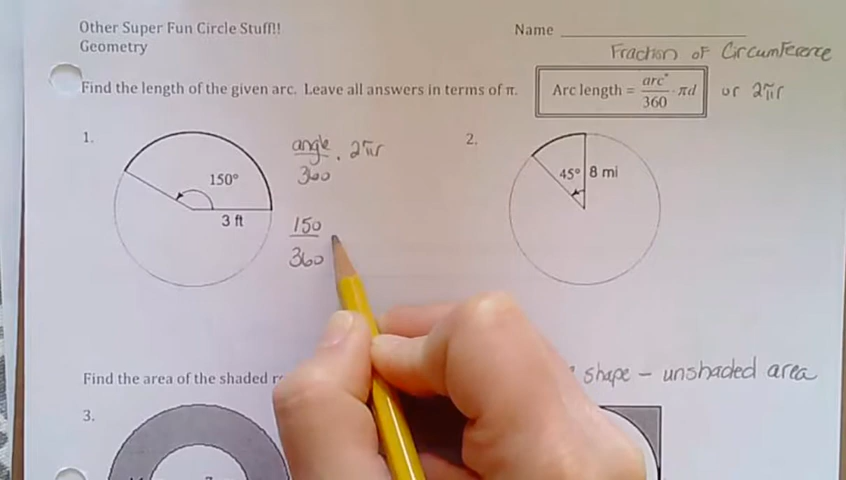 Other Super Fun Circle Stuff!!
Name
Geometry
Fraction of Circumference
Find the length of the given arc. Leave all answers in terms of π.
Arc length = arc°/360 · πd
or 2πr
1.
150°
3 ft
angle/360 · 2πr
150/360
2.
45°
8 mi
Find the area of the shaded
shape – unshaded area
3.